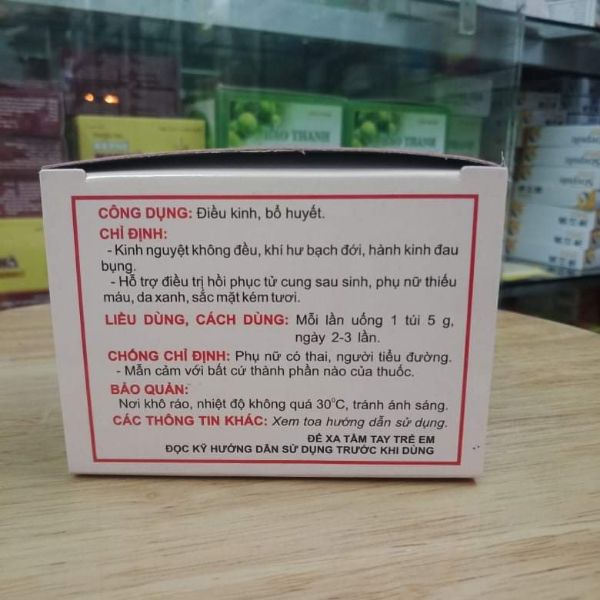 CÔNG DỤNG: Điều kinh, bổ huyết.
CHỈ ĐỊNH:
- Kinh nguyệt không đều, khí hư bạch đới, hành kinh đau
bụng.
- Hỗ trợ điều trị hồi phục tử cung sau sinh, phụ nữ thiếu
máu, da xanh, sắc mặt kém tươi.
LIỀU DÙNG, CÁCH DÙNG: Mỗi lần uống 1 túi 5 g,
ngày 2-3 lần.
CHỐNG CHỈ ĐỊNH: Phụ nữ có thai, người tiểu đường.
- Mẫn cảm với bất cứ thành phần nào của thuốc.
BẢO QUẢN:
Nơi khô ráo, nhiệt độ không quá 30°C, tránh ánh sáng.
CÁC THÔNG TIN KHÁC: Xem toa hướng dẫn sử dụng.
ĐỂ XA TẦM TAY TRẺ EM
ĐỌC KỸ HƯỚNG DẪN SỬ DỤNG TRƯỚC KHI DÙNG